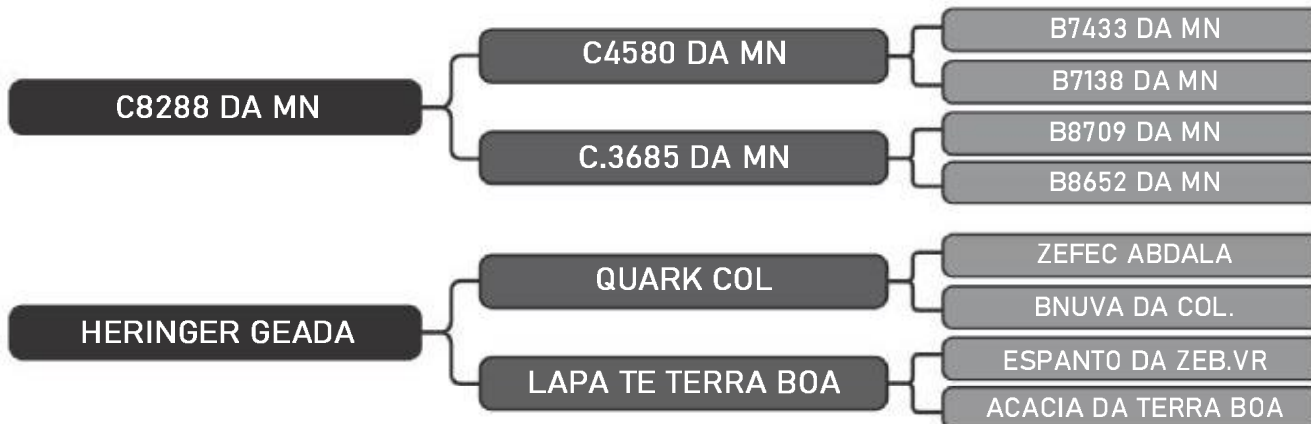 C8288 DA MN
C4580 DA MN
B7433 DA MN
B7138 DA MN
C.3685 DA MN
B8709 DA MN
B8652 DA MN
HERINGER GEADA
QUARK COL
ZEFEC ABDALA
BNUVA DA COL.
LAPA TE TERRA BOA
ESPANTO DA ZEB.VR
ACACIA DA TERRA BOA